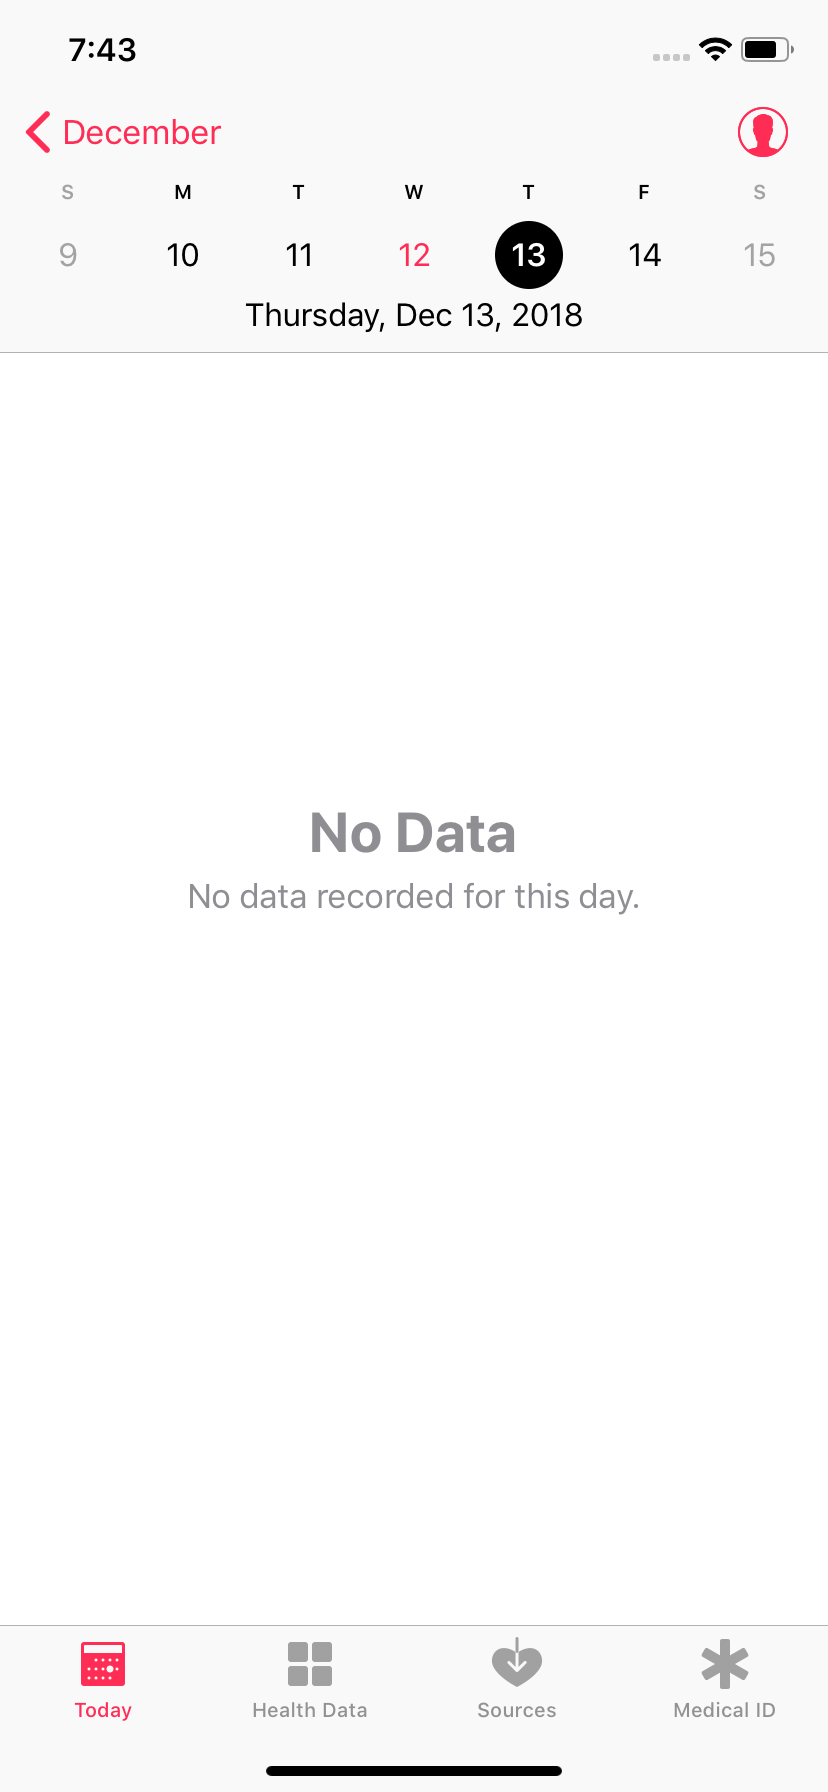 7:43
December
S M T W T F S
9 10 11 12 13 14 15
Thursday, Dec 13, 2018
No Data
No data recorded for this day.
Today Health Data Sources Medical ID